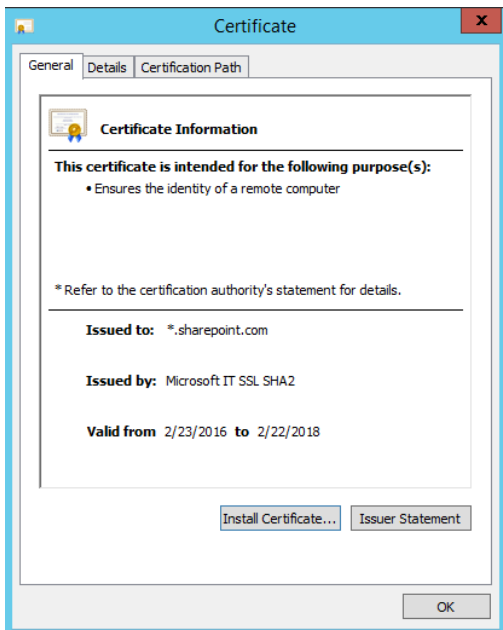 Certificate
x
General Details Certification Path
Certificate Information
This certificate is intended for the following purpose(s):
• Ensures the identity of a remote computer
* Refer to the certification authority's statement for details.
Issued to: *.sharepoint.com
Issued by: Microsoft IT SSL SHA2
Valid from 2/23/2016 to 2/22/2018
Install Certificate... Issuer Statement
OK